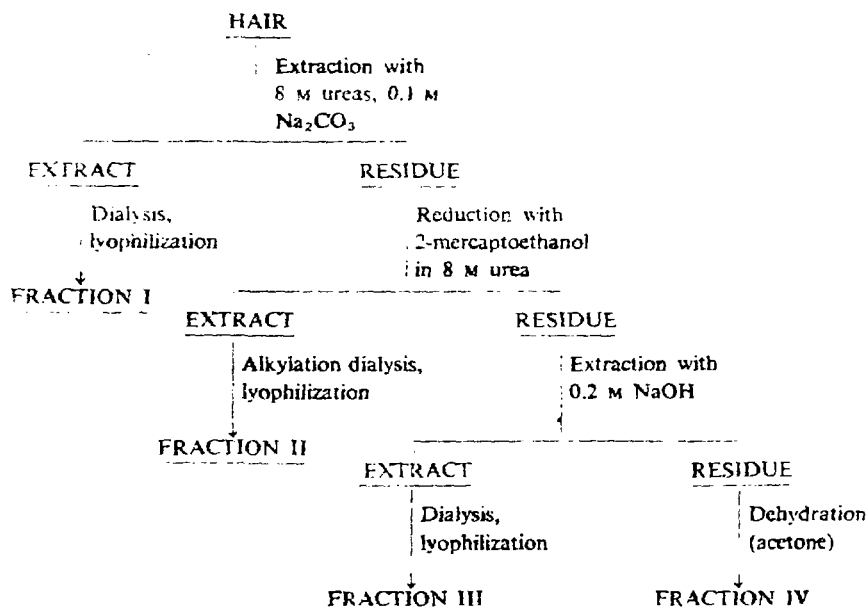 HAIR
Extraction with
8 M ureas, 0.1 M
Na₂CO₃
EXTRACT
RESIDUE
Dialysis,
lyophilization
Reduction with
2-mercaptoethanol
in 8 M urea
FRACTION I
EXTRACT
RESIDUE
Alkylation dialysis,
lyophilization
Extraction with
0.2 M NaOH
FRACTION II
EXTRACT
RESIDUE
Dialysis,
lyophilization
Dehydration
(acetone)
FRACTION III
FRACTION IV